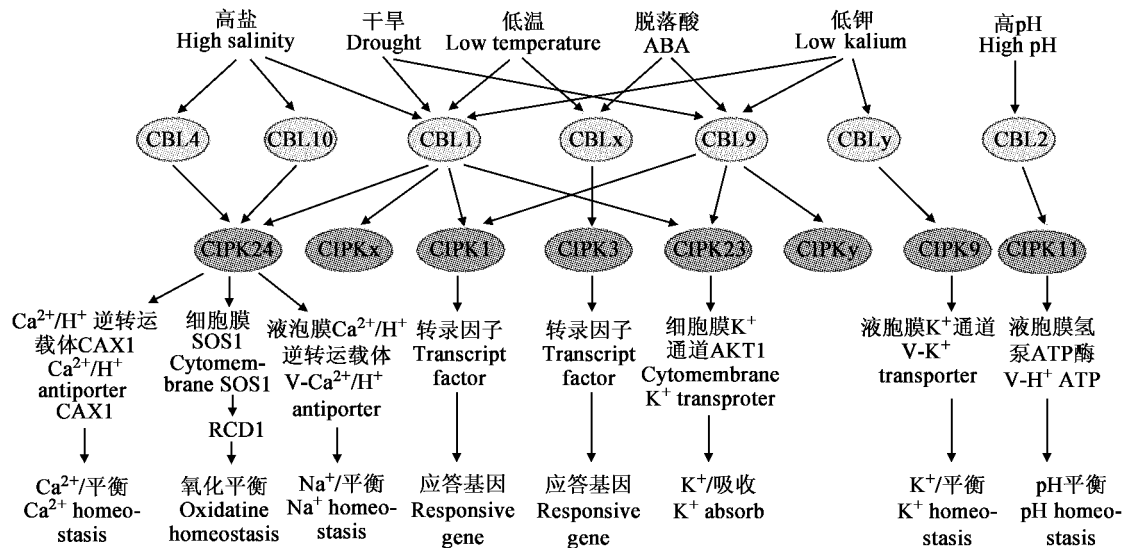 高盐
High salinity
干旱
Drought
低温
Low temperature
脱落酸
ABA
低钾
Low kalium
高pH
High pH
CBL4
CBL10
CBL1
CBLx
CBL9
CBLy
CBL2
CIPK24
CIPKx
CIPK1
CIPK3
CIPK23
CIPKy
CIPK9
CIPK11
Ca²⁺/H⁺ 逆转运
载体CAX1
Ca²⁺/H⁺
antiporter
CAX1
细胞膜
SOS1
Cytomem-
brane SOS1
RCD1
液泡膜Ca²⁺/H⁺
逆转运载体
V-Ca²⁺/H⁺
antiporter
转录因子
Transcript
factor
转录因子
Transcript
factor
细胞膜K⁺
通道AKT1
Cytomembrane
K⁺ transproter
液胞膜K⁺通道
V-K⁺
transporter
液胞膜氢
泵ATP酶
V-H⁺ ATP
Ca²⁺/平衡
Ca²⁺ homeo-
stasis
氧化平衡
Oxidatine
homeostasis
Na⁺/平衡
Na⁺ homeo-
stasis
应答基因
Responsive
gene
应答基因
Responsive
gene
K⁺/吸收
K⁺ absorb
K⁺/平衡
K⁺ homeo-
stasis
pH平衡
pH homeo-
stasis